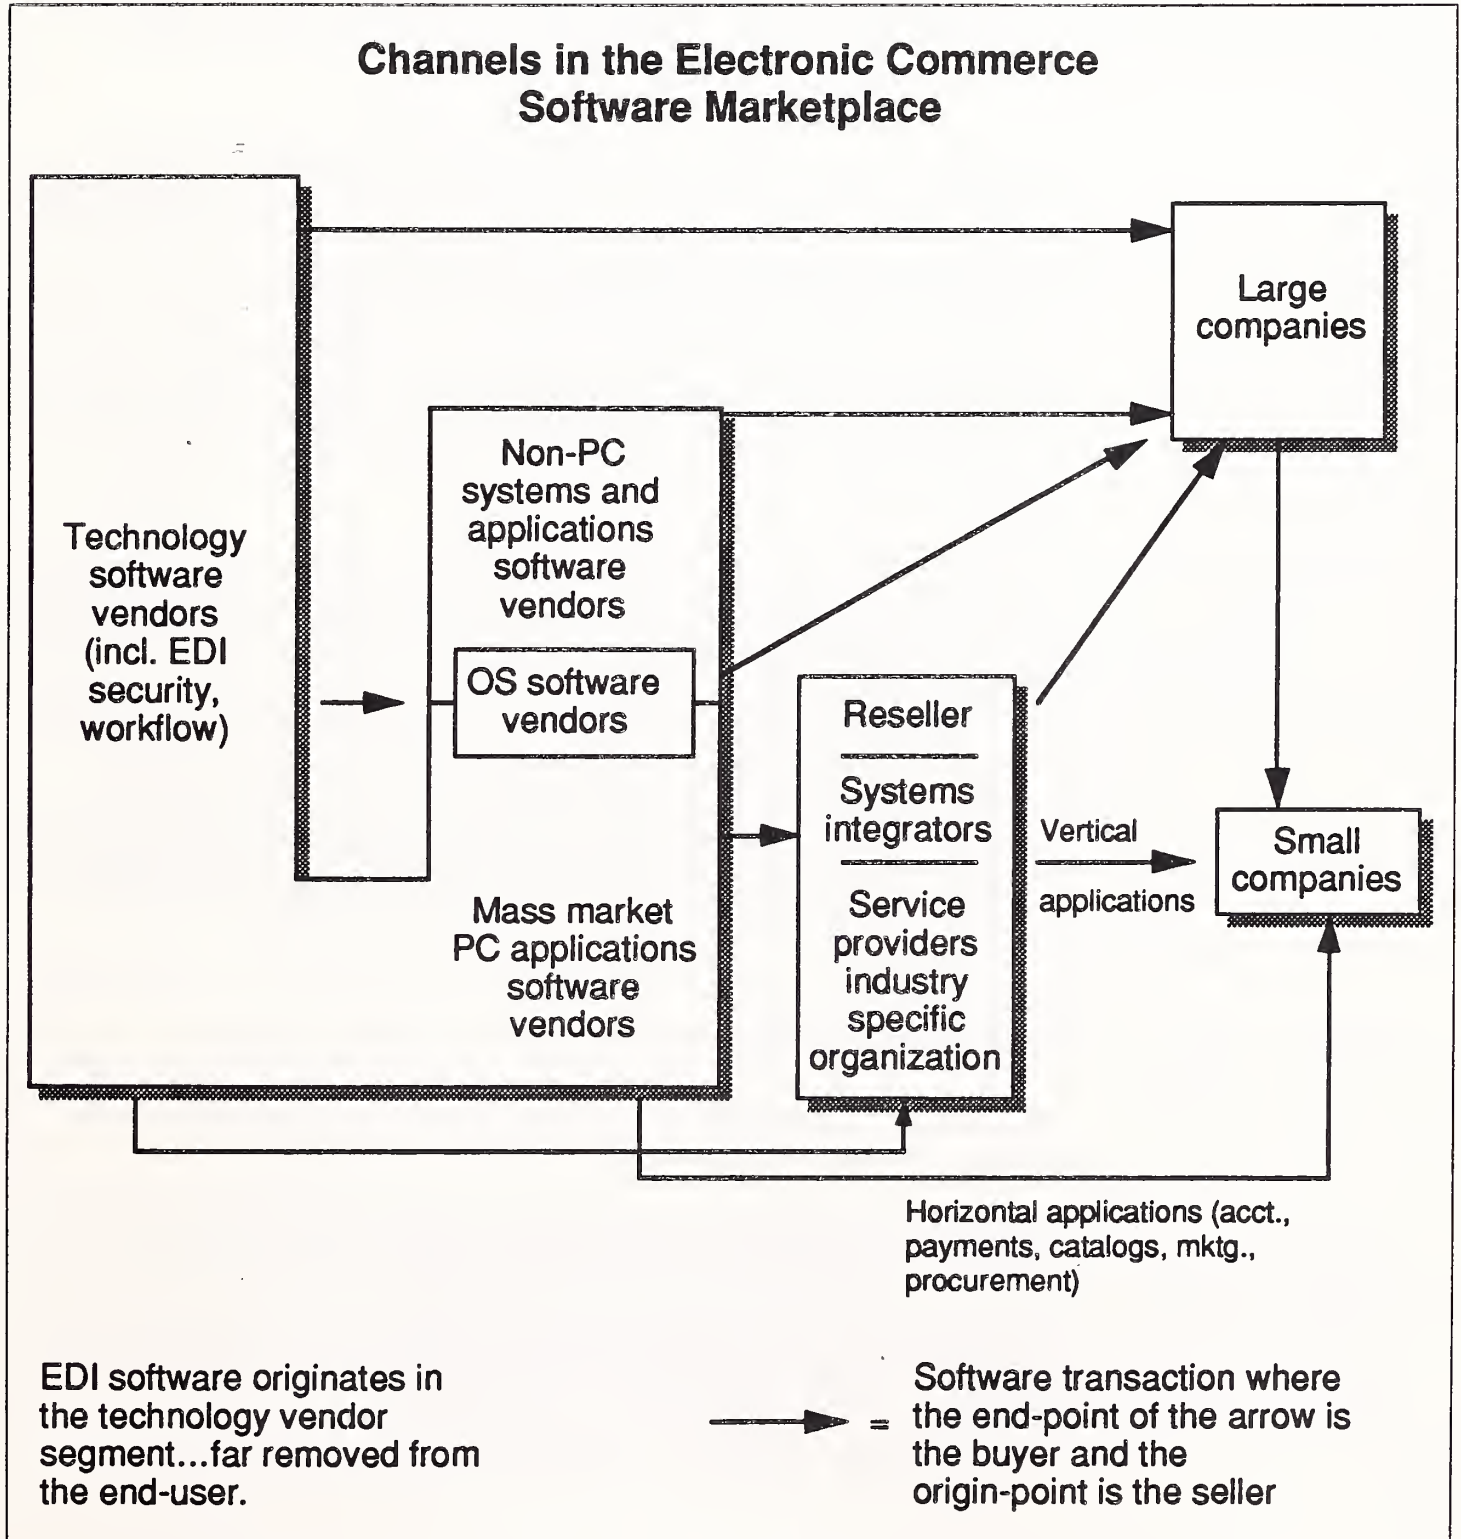 Channels in the Electronic Commerce
Software Marketplace
Large
companies
Non-PC
systems and
applications
software
vendors
Technology
software
vendors
(incl. EDI
security,
workflow)
OS software
vendors
Reseller
Systems
integrators
Service
providers
industry
specific
organization
Vertical
applications
Small
companies
Mass market
PC applications
software
vendors
Horizontal applications (acct.,
payments, catalogs, mktg.,
procurement)
EDI software originates in
the technology vendor
segment...far removed from
the end-user.
= Software transaction where
the end-point of the arrow is
the buyer and the
origin-point is the seller